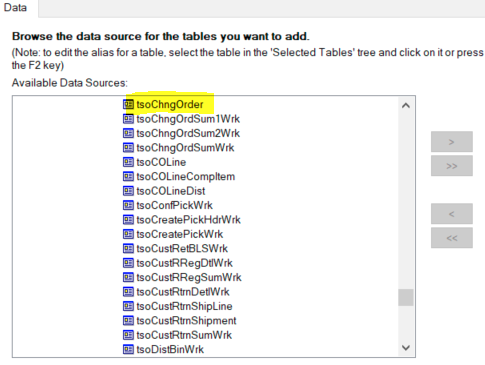 Data
Browse the data source for the tables you want to add.
(Note: to edit the alias for a table, select the table in the 'Selected Tables' tree and click on it or press
the F2 key)
Available Data Sources:
tsoChngOrder
tsoChngOrdSum1Wrk
tsoChngOrdSum2Wrk
tsoChngOrdSumWrk
tsoCOLine
tsoCOLineCompItem
tsoCOLineDist
tsoConfPickWrk
tsoCreatePickHdrWrk
tsoCreatePickWrk
tsoCustRetBLSWrk
tsoCustRRegDtlWrk
tsoCustRRegSumWrk
tsoCustRtrnDetlWrk
tsoCustRtrnShipLine
tsoCustRtrnShipment
tsoCustRtrnSumWrk
tsoDistBinWrk
>
>>
<
<<